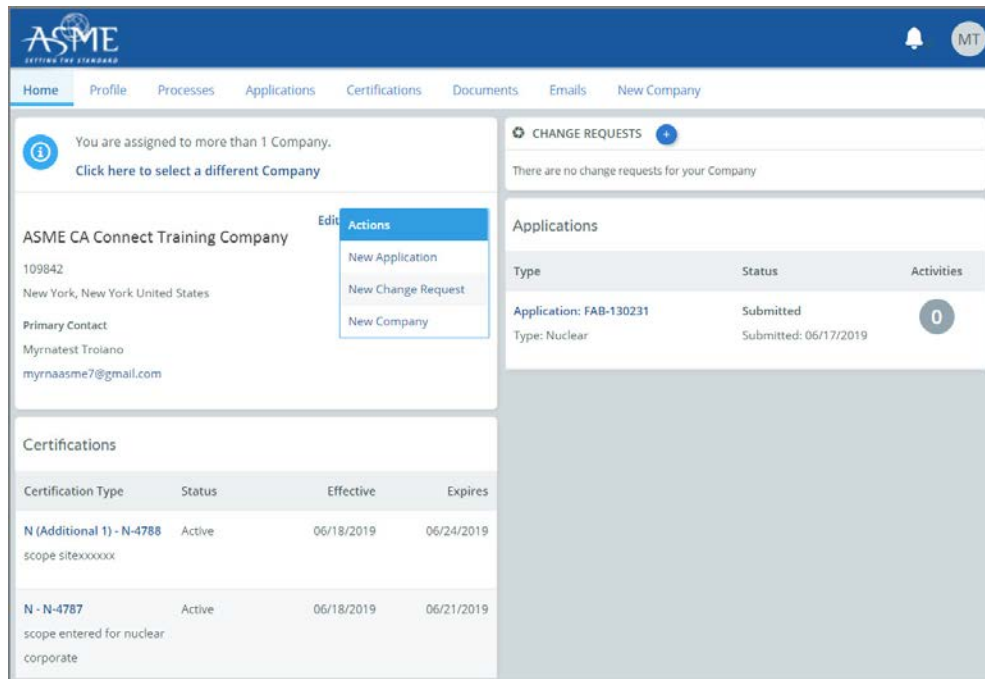 ASME
SETTING THE STANDARD
MT
Home Profile Processes Applications Certifications Documents Emails New Company
You are assigned to more than 1 Company.
Click here to select a different Company
ASME CA Connect Training Company
109842
New York, New York United States
Primary Contact
Myrnatest Troiano
myrnaasme7@gmail.com
Edit
Actions
New Application
New Change Request
New Company
Certifications
Certification Type Status Effective Expires
N (Additional 1) - N-4788 Active 06/18/2019 06/24/2019
scope sitexxxxxx
N - N-4787 Active 06/18/2019 06/21/2019
scope entered for nuclear
corporate
CHANGE REQUESTS +
There are no change requests for your Company
Applications
Type Status Activities
Application: FAB-130231 Submitted 0
Type: Nuclear Submitted: 06/17/2019